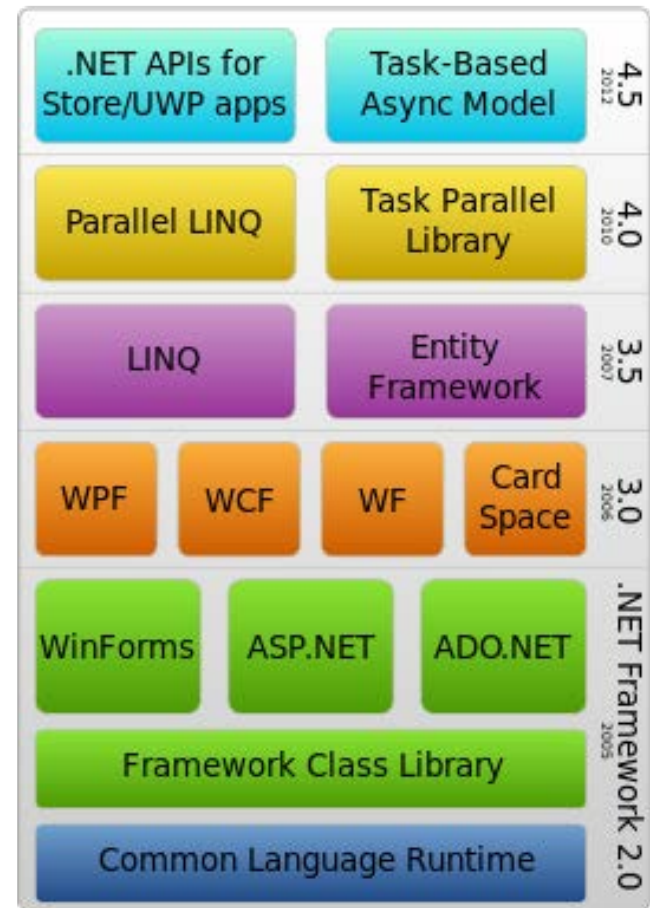 .NET APIs for
Store/UWP apps
Task-Based
Async Model
4.5
2012
Parallel LINQ
Task Parallel
Library
4.0
2010
LINQ
Entity
Framework
3.5
2007
WPF
WCF
WF
Card
Space
3.0
2006
WinForms
ASP.NET
ADO.NET
Framework Class Library
Common Language Runtime
.NET Framework 2.0
2005